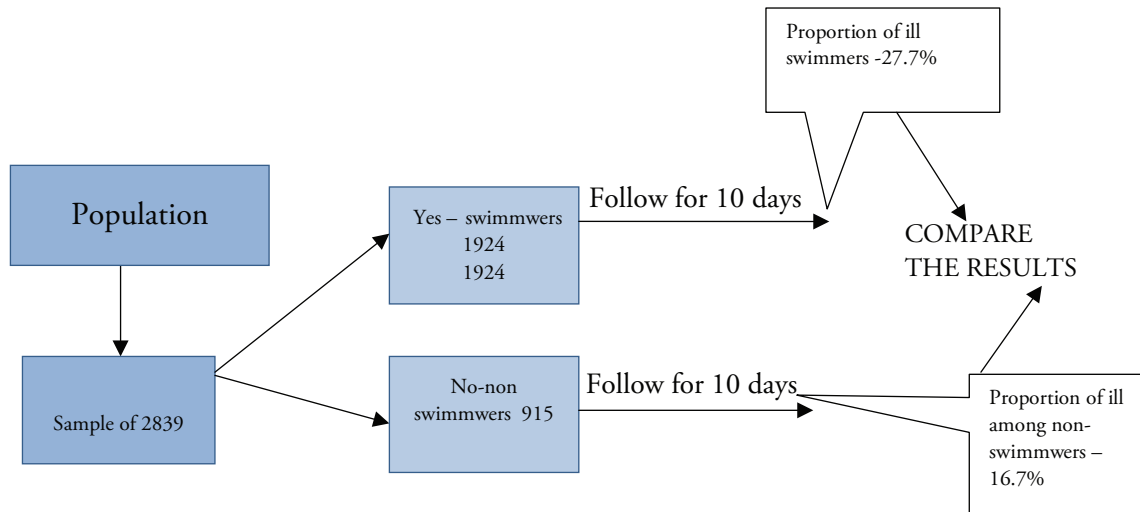 Proportion of ill
swimmers -27.7%
Population
Yes – swimmwers
1924
1924
Follow for 10 days
COMPARE
THE RESULTS
Sample of 2839
No-non
swimmwers 915
Follow for 10 days
Proportion of ill
among non-
swimmwers –
16.7%